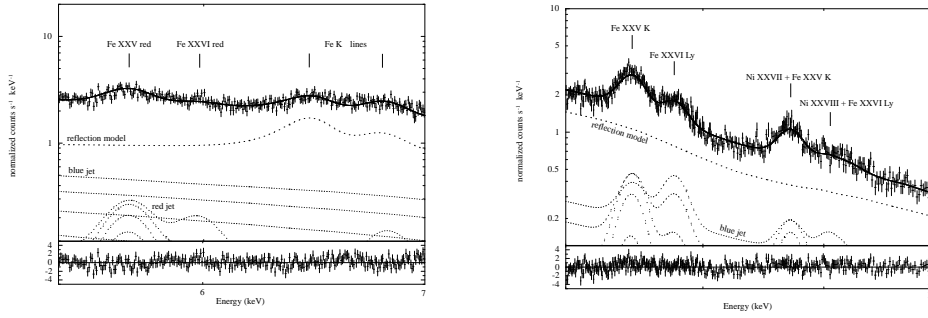 Fe XXV red Fe XXVI red Fe K lines
10
1
normalized counts s⁻¹ keV⁻¹
reflection model
blue jet
red jet
4
2
0
-2
-4
6 7
Energy (keV)
Fe XXV K
Fe XXVI Ly
Ni XXVII + Fe XXV K
Ni XXVIII + Fe XXVI Ly
10
5
2
1
0.5
0.2
normalized counts s⁻¹ keV⁻¹
reflection model
blue jet
4
2
0
-2
-4
Energy (keV)